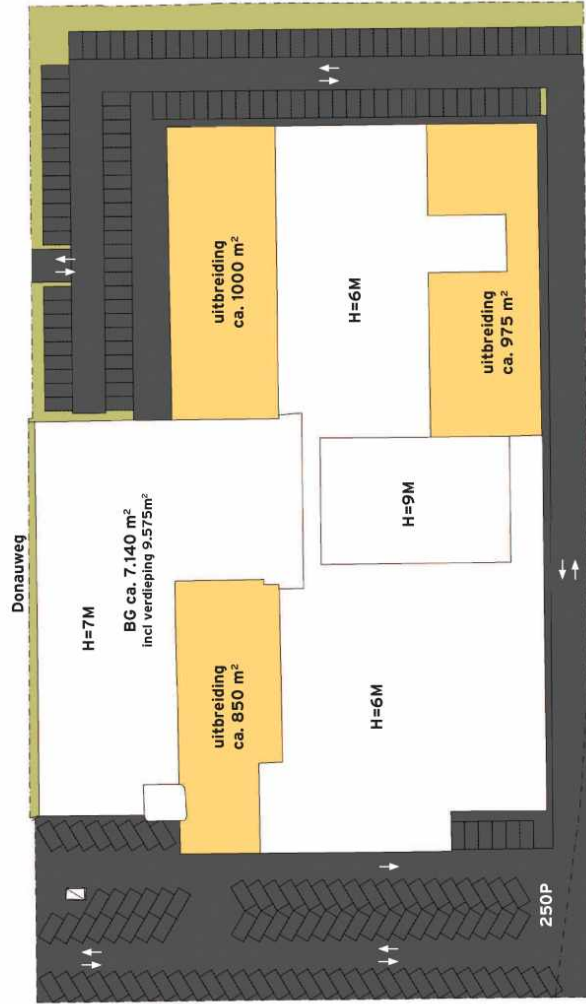 Donauweg
H=7M
BG ca. 7.140 m²
incl verdieping 9.575m²
uitbreiding
ca. 1000 m²
uitbreiding
ca. 850 m²
H=6M
H=9M
H=6M
uitbreiding
ca. 975 m²
250P